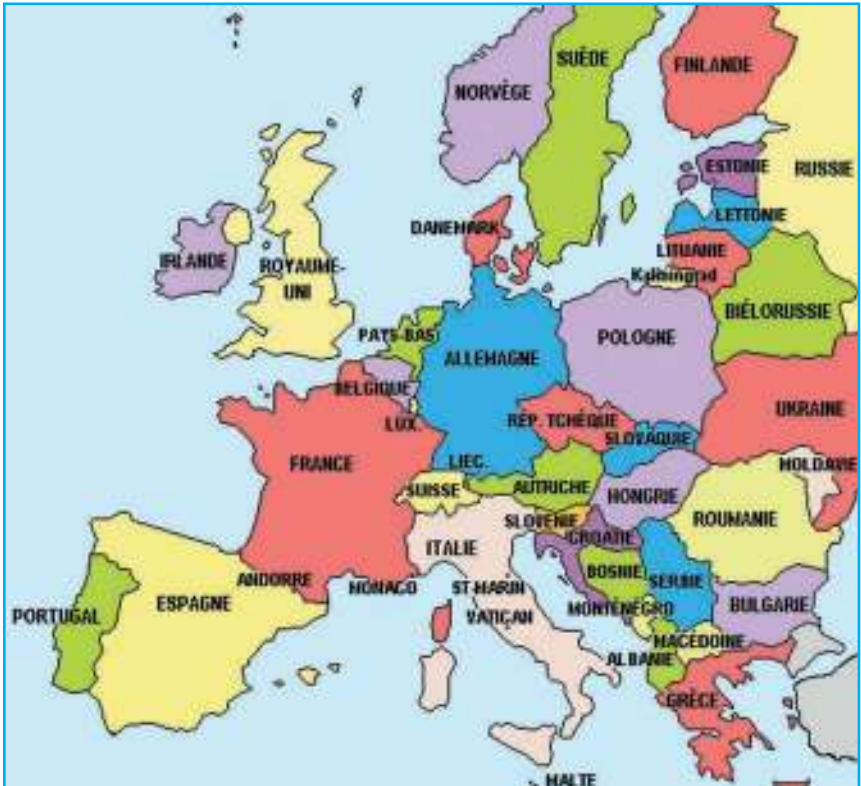 SUÈDE
FINLANDE
NORVÈGE
ESTONIE
RUSSIE
LETTONIE
DANEMARK
LITUANIE
Kaliningrad
IRLANDE
ROYAUME-
UNI
BIÉLORUSSIE
PAYS-BAS
POLOGNE
ALLEMAGNE
BELGIQUE
UKRAINE
LUX.
RÉP. TCHÈQUE
SLOVAQUIE
FRANCE
LIEC.
MOLDAVIE
SUISSE
AUTRICHE
HONGRIE
SLOVÉNIE
ROUMANIE
CROATIE
ITALIE
BOSNIE
SERBIE
ANDORRE
MONACO
ST-MARIN
ESPAGNE
PORTUGAL
VATICAN
MONTÉNÉGRO
BULGARIE
MACÉDOINE
ALBANIE
GRÈCE
MALTE